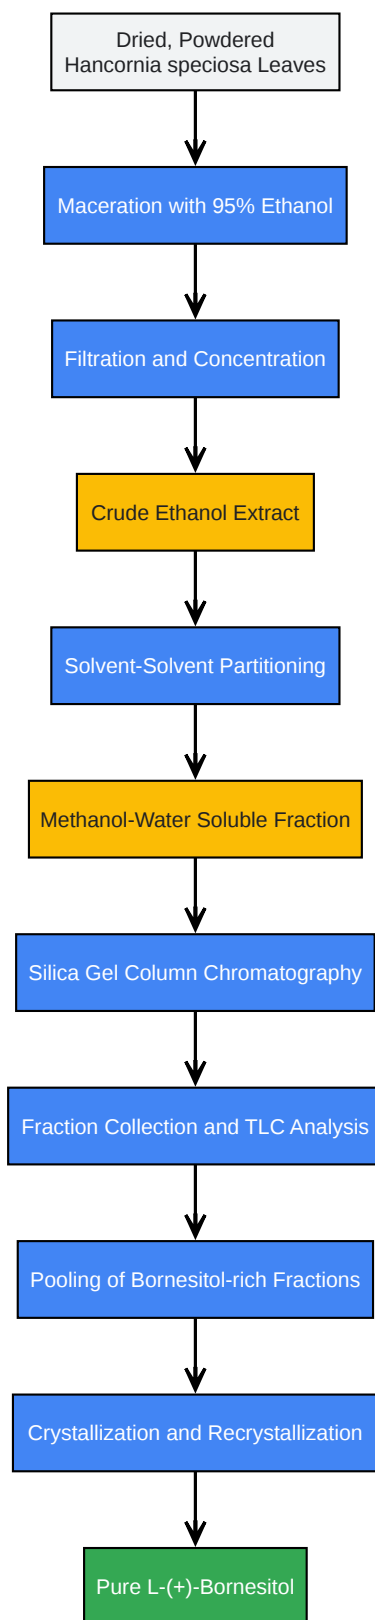 Dried, Powdered
Hancornia speciosa Leaves
Maceration with 95% Ethanol
Filtration and Concentration
Crude Ethanol Extract
Solvent-Solvent Partitioning
Methanol-Water Soluble Fraction
Silica Gel Column Chromatography
Fraction Collection and TLC Analysis
Pooling of Bornesitol-rich Fractions
Crystallization and Recrystallization
Pure L-(+)-Bornesitol